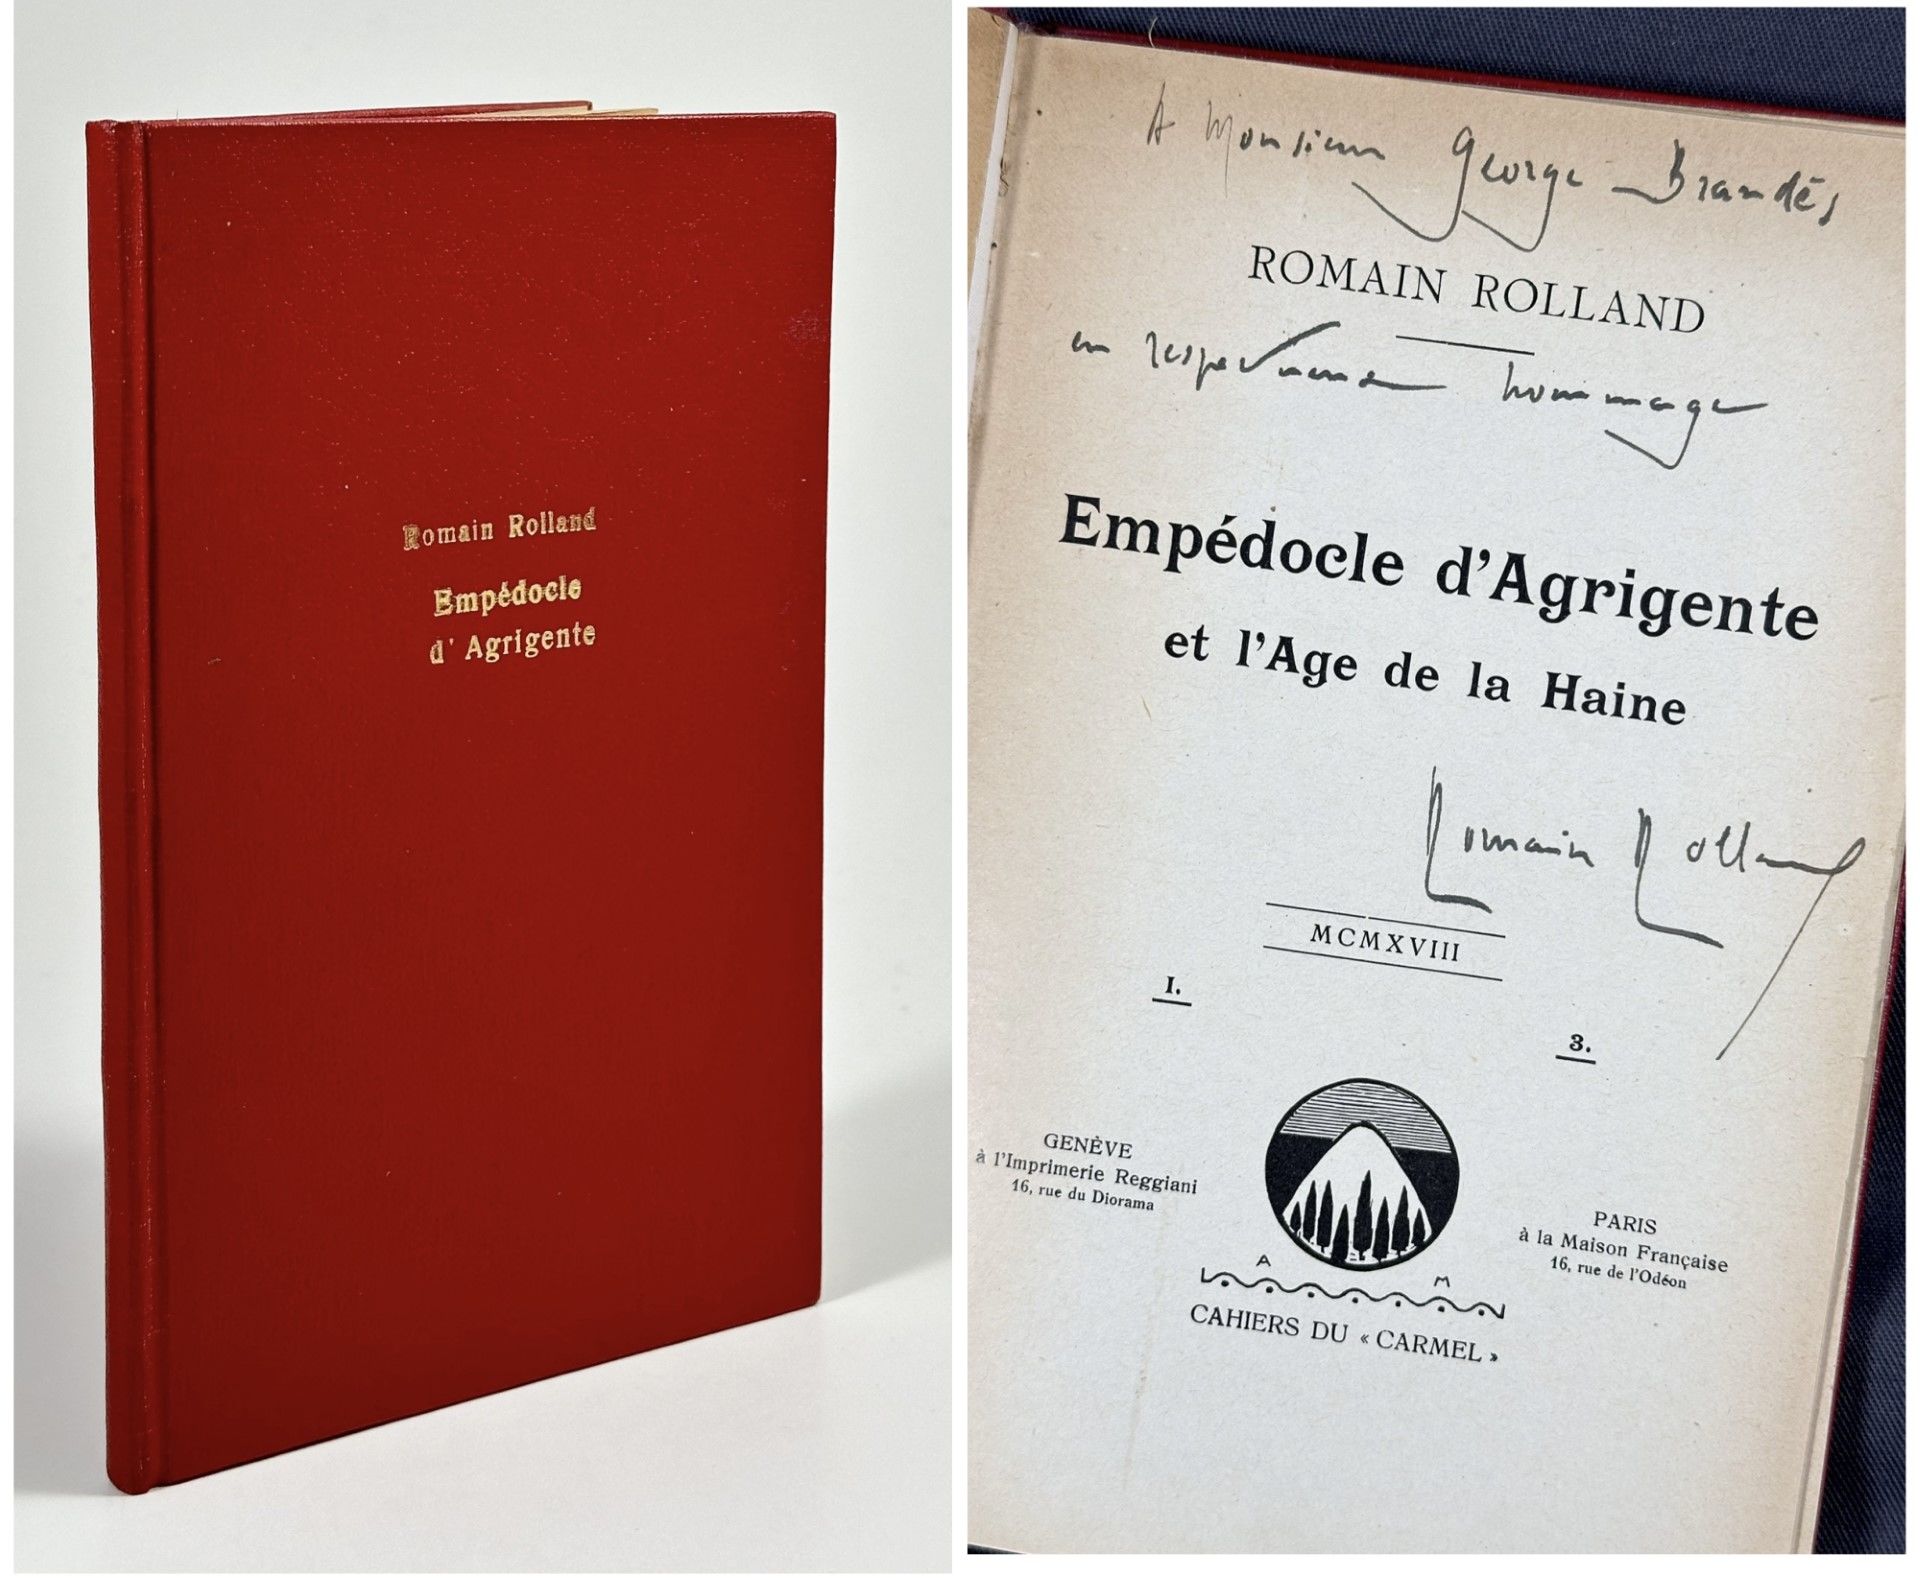 Romain Rolland
Empédocle
d' Agrigente
A Monsieur George Brandès
ROMAIN ROLLAND
en respectueux hommage
Empédocle d'Agrigente
et l'Age de la Haine
Romain Rolland
MCMXVIII
I.
3.
GENÈVE
à l'Imprimerie Reggiani
16, rue du Diorama
PARIS
à la Maison Française
16, rue de l'Odéon
A M
CAHIERS DU « CARMEL »